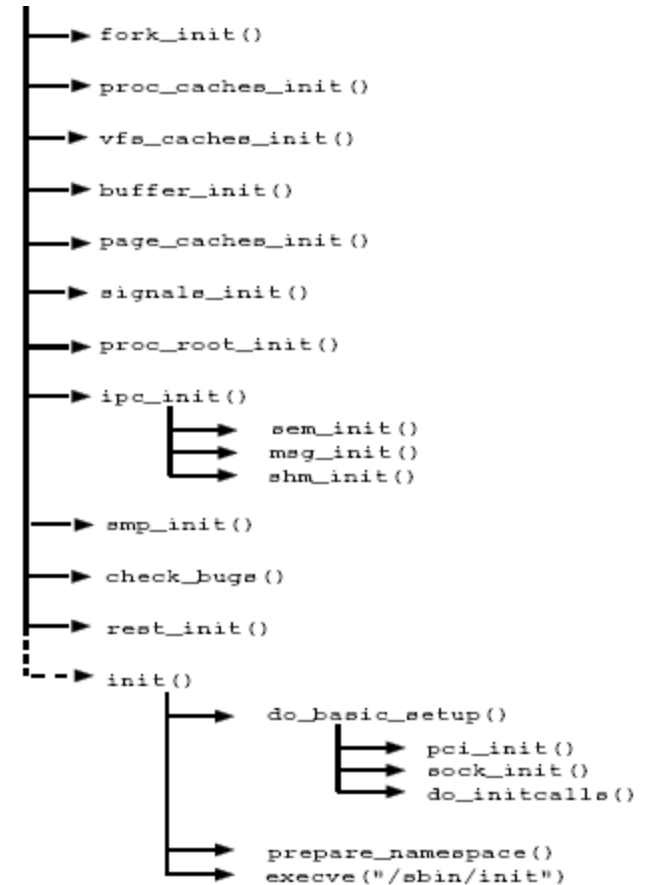 fork_init()
proc_caches_init()
vfs_caches_init()
buffer_init()
page_caches_init()
signals_init()
proc_root_init()
ipc_init()
sem_init()
msg_init()
shm_init()
smp_init()
check_bugs()
rest_init()
init()
do_basic_setup()
pci_init()
sock_init()
do_initcalls()
prepare_namespace()
execve("/sbin/init")